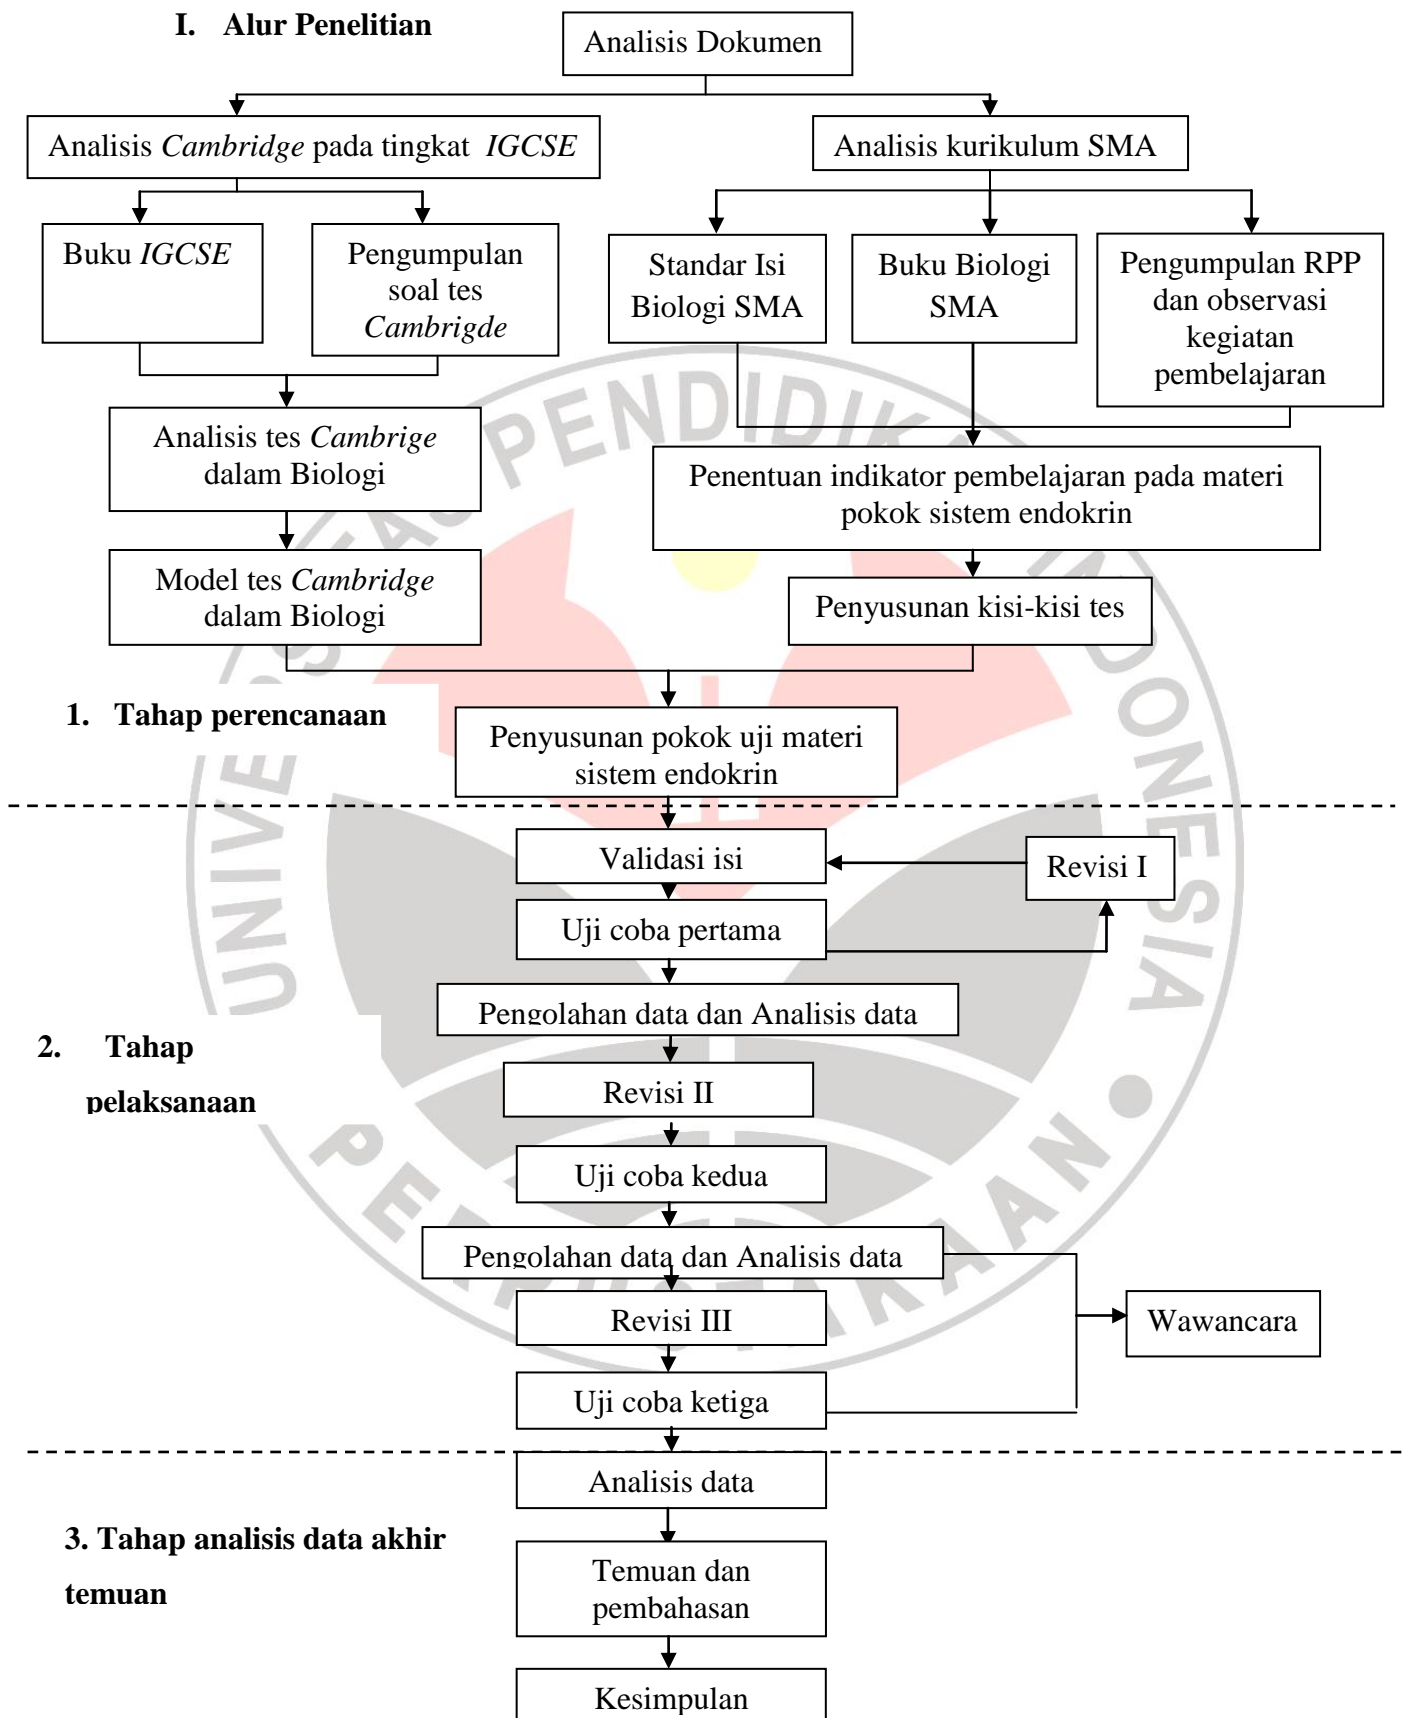 I. Alur Penelitian
Analisis Dokumen
Analisis Cambridge pada tingkat IGCSE
Analisis kurikulum SMA
Buku IGCSE
Pengumpulan
soal tes
Cambrigde
Standar Isi
Biologi SMA
Buku Biologi
SMA
Pengumpulan RPP
dan observasi
kegiatan
pembelajaran
Analisis tes Cambrige
dalam Biologi
Penentuan indikator pembelajaran pada materi
pokok sistem endokrin
Model tes Cambridge
dalam Biologi
Penyusunan kisi-kisi tes
1. Tahap perencanaan
Penyusunan pokok uji materi
sistem endokrin
Validasi isi
Revisi I
Uji coba pertama
Pengolahan data dan Analisis data
2. Tahap
pelaksanaan
Revisi II
Uji coba kedua
Pengolahan data dan Analisis data
Revisi III
Wawancara
Uji coba ketiga
Analisis data
3. Tahap analisis data akhir
temuan
Temuan dan
pembahasan
Kesimpulan
PENDIDIKAN
INDONESIA
PERPUSTAKAAN